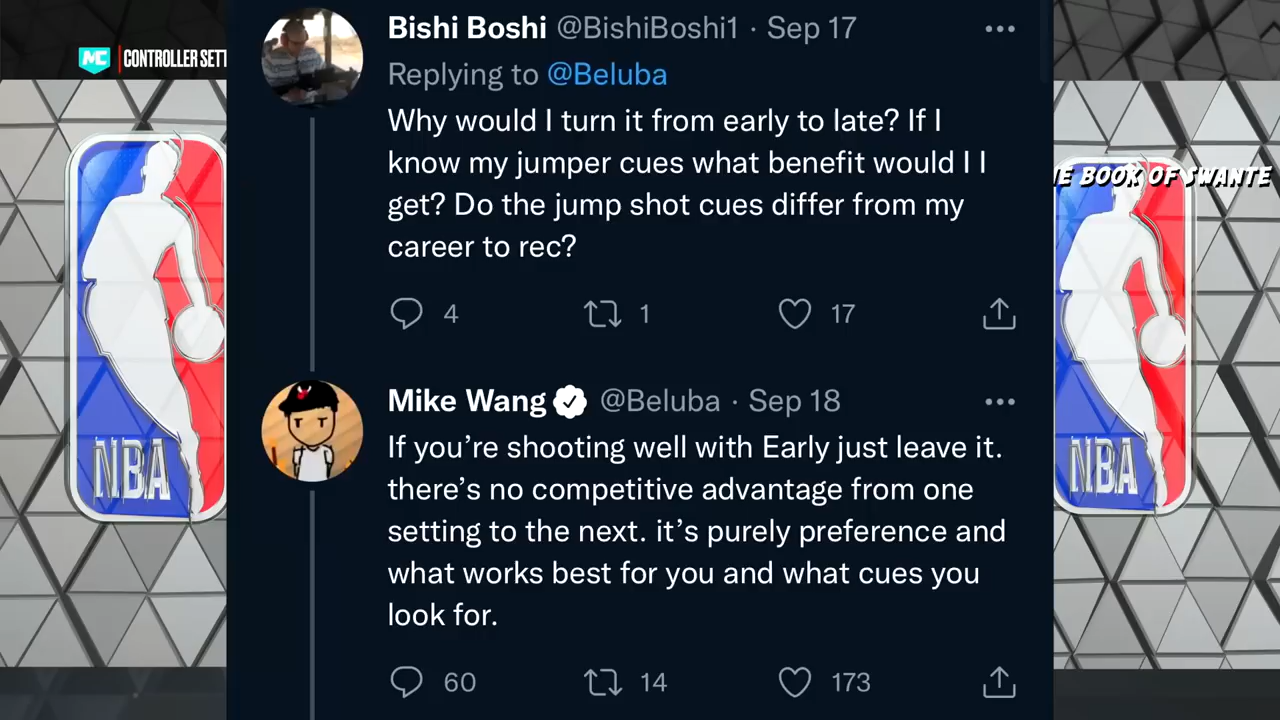 MC CONTROLLER SETT
Bishi Boshi @BishiBoshi1 · Sep 17
Replying to @Beluba
Why would I turn it from early to late? If I
know my jumper cues what benefit would I I
get? Do the jump shot cues differ from my
career to rec?
4 1 17
Mike Wang @Beluba · Sep 18
If you’re shooting well with Early just leave it.
there’s no competitive advantage from one
setting to the next. it’s purely preference and
what works best for you and what cues you
look for.
60 14 173
NBA
E BOOK OF SWANTE
NBA